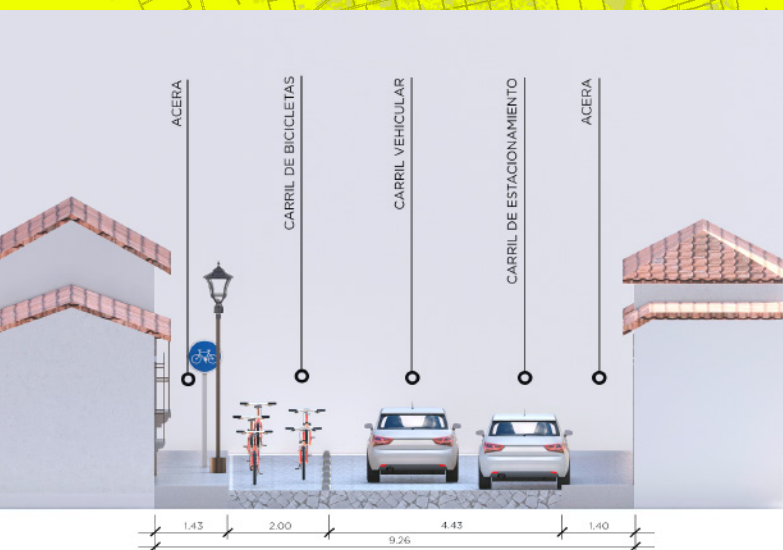 ACERA
CARRIL DE BICICLETAS
CARRIL VEHICULAR
CARRIL DE ESTACIONAMIENTO
ACERA
1.43 2.00 4.43 1.40
9.26